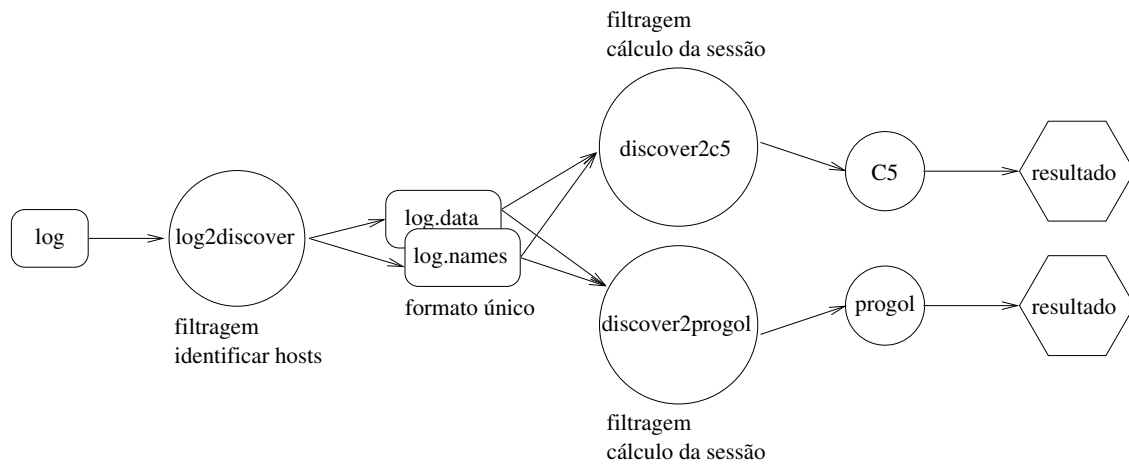 filtragem
cálculo da sessão
discover2c5
C5
resultado
log
log2discover
log.data
log.names
formato único
filtragem
identificar hosts
discover2progol
progol
resultado
filtragem
cálculo da sessão